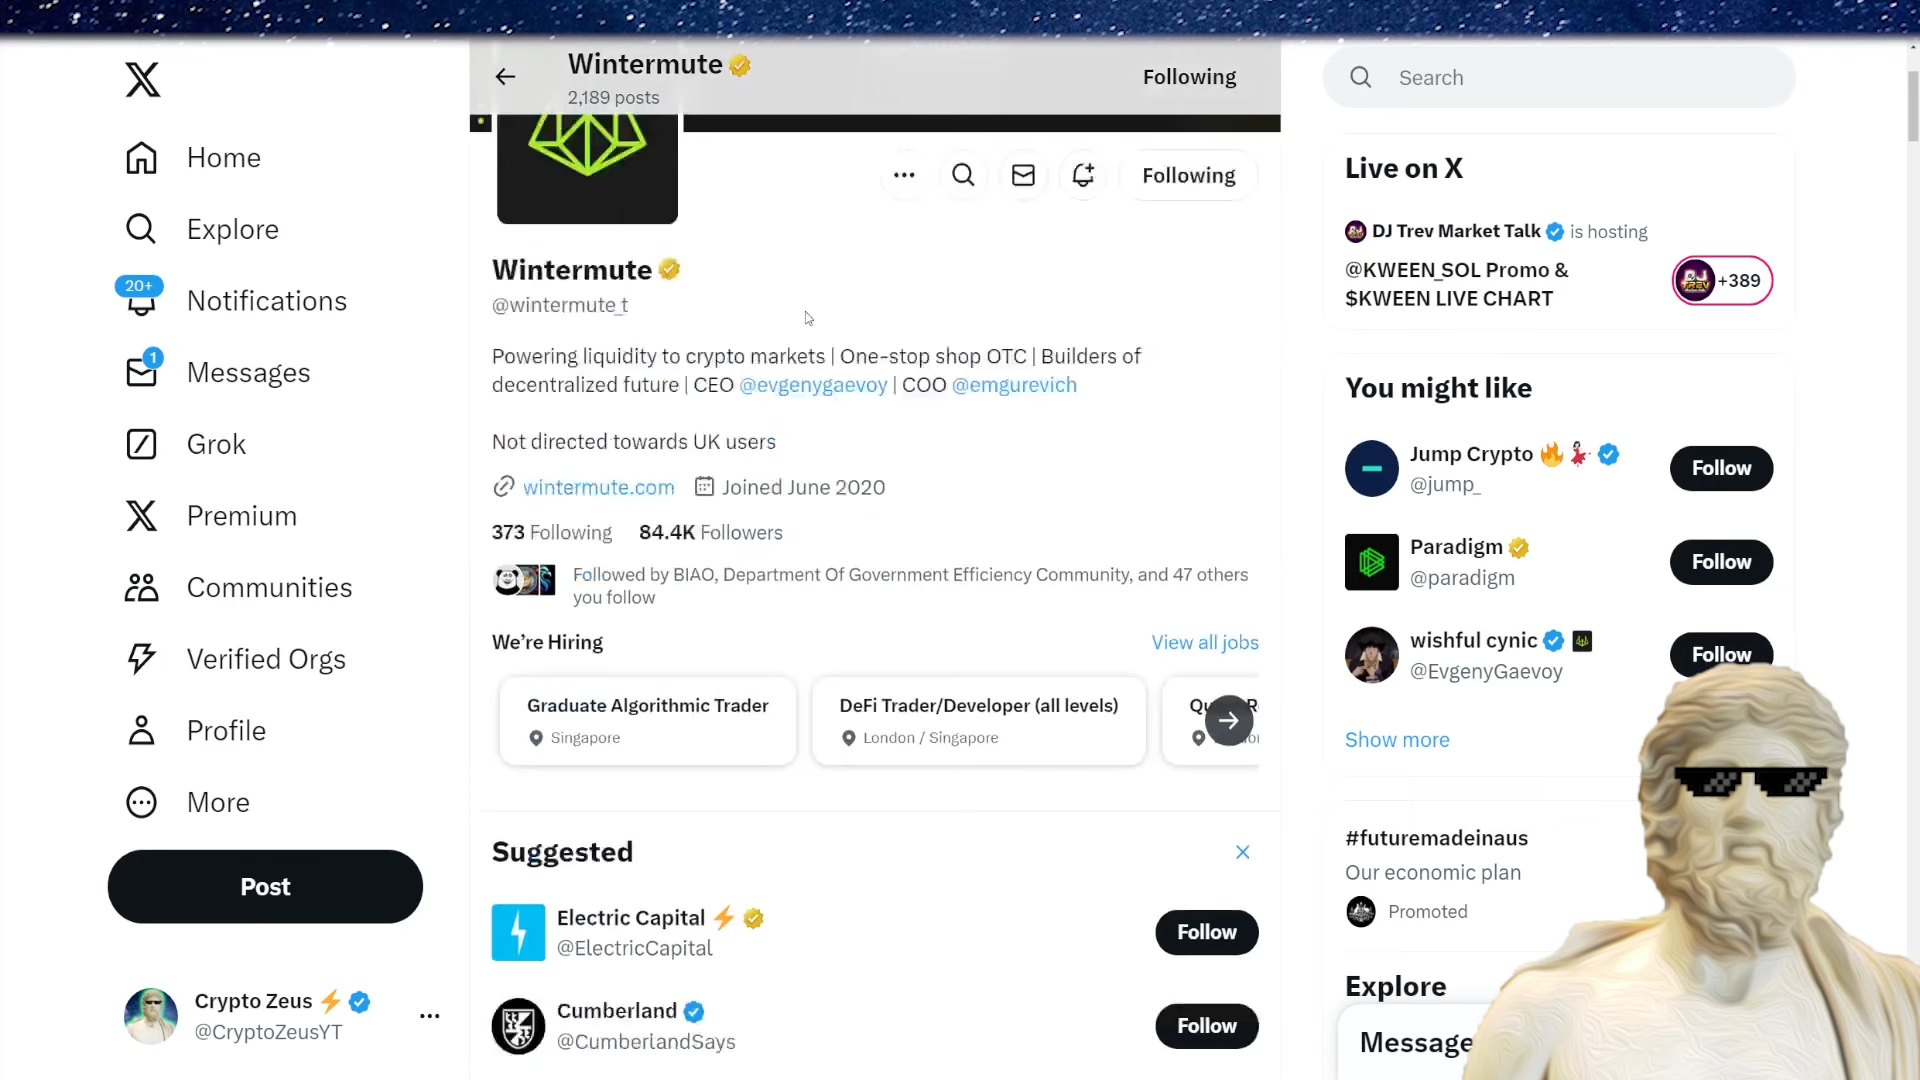 Home
Explore
20+
Notifications
1
Messages
Grok
Premium
Communities
Verified Orgs
Profile
More
Post
Crypto Zeus
@CryptoZeusYT
Wintermute
2,189 posts
Following
Following
Wintermute
@wintermute_t
Powering liquidity to crypto markets | One-stop shop OTC | Builders of
decentralized future | CEO @evgenygaevoy | COO @emgurevich
Not directed towards UK users
wintermute.com Joined June 2020
373 Following 84.4K Followers
Followed by BIAO, Department Of Government Efficiency Community, and 47 others
you follow
We're Hiring View all jobs
Graduate Algorithmic Trader
Singapore
DeFi Trader/Developer (all levels)
London / Singapore
Suggested
Electric Capital
@ElectricCapital
Follow
Cumberland
@CumberlandSays
Follow
Search
Live on X
DJ Trev Market Talk is hosting
@KWEEN_SOL Promo &
$KWEEN LIVE CHART
+389
You might like
Jump Crypto
@jump_
Follow
Paradigm
@paradigm
Follow
wishful cynic
@EvgenyGaevoy
Follow
Show more
#futuremadeinaus
Our economic plan
Promoted
Explore
Message